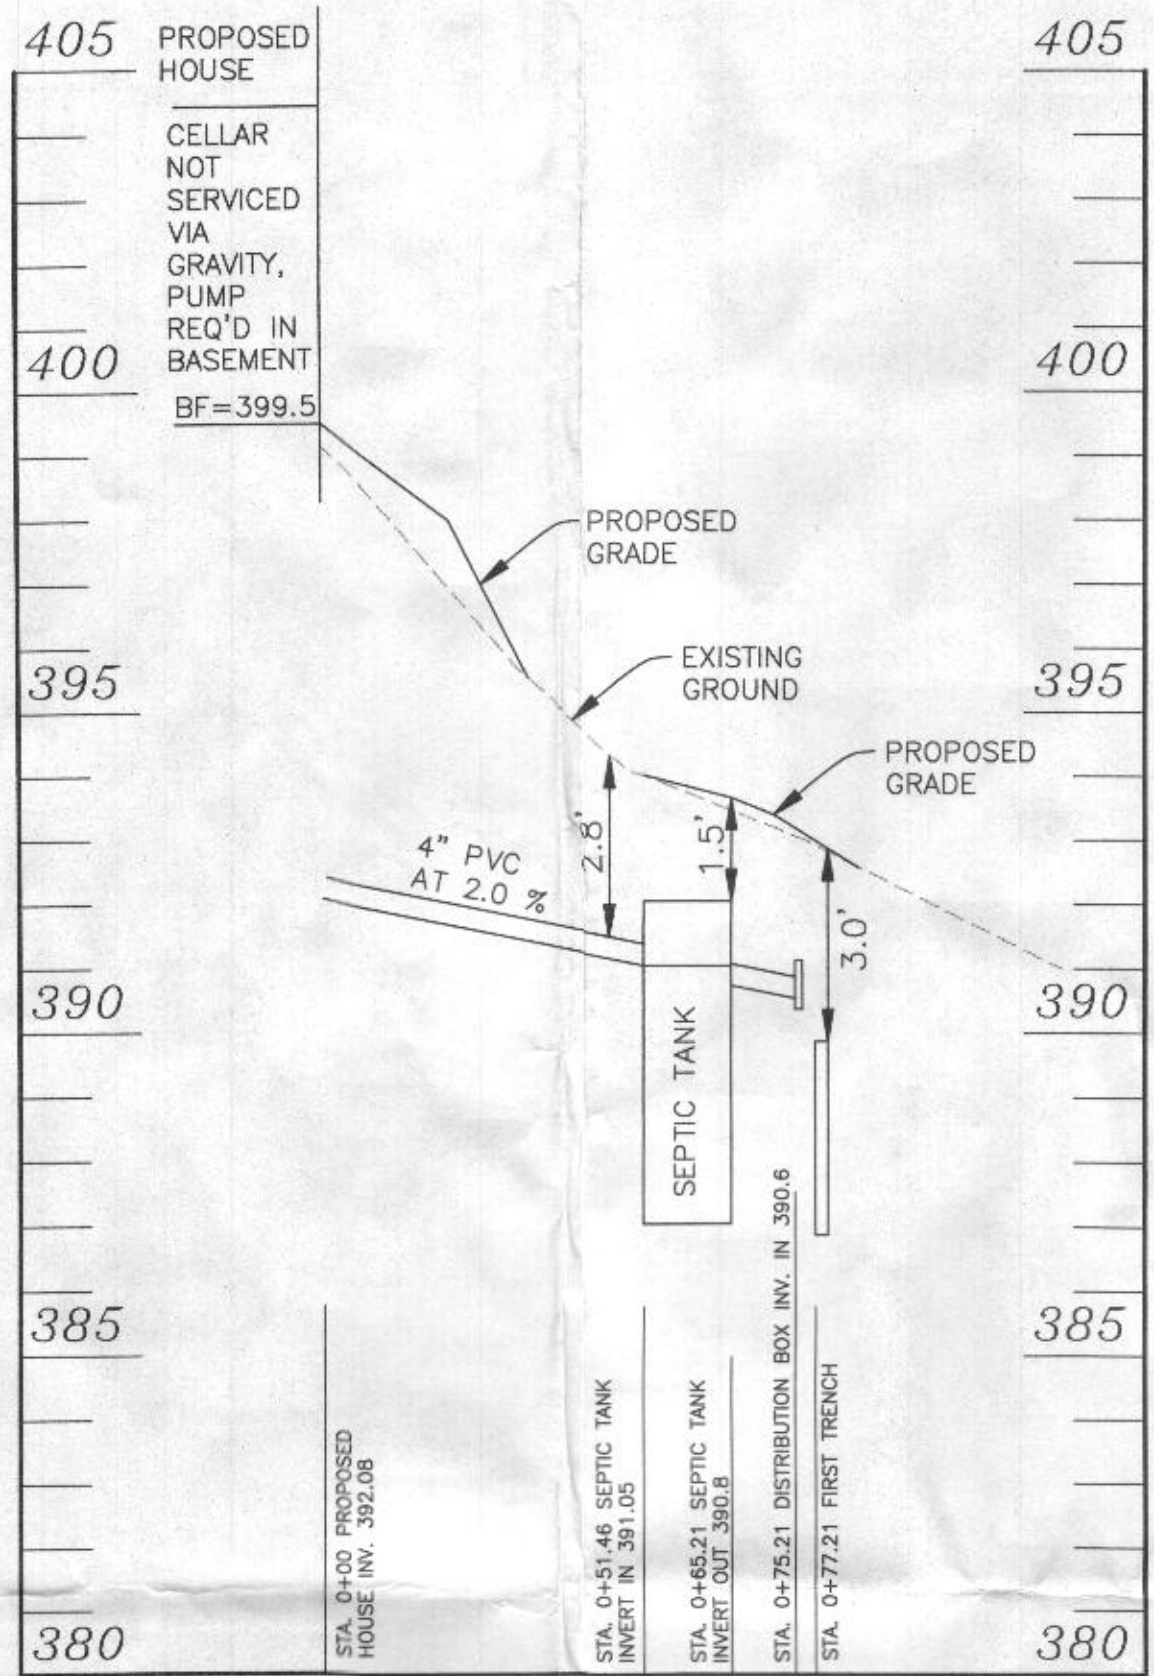 405
PROPOSED
HOUSE
405
CELLAR
NOT
SERVICED
VIA
GRAVITY,
PUMP
REQ'D IN
BASEMENT
400
400
BF=399.5
PROPOSED
GRADE
EXISTING
GROUND
395
395
PROPOSED
GRADE
4" PVC
AT 2.0 %
2.8'
1.5'
3.0'
390
390
SEPTIC TANK
385
385
STA. 0+00 PROPOSED
HOUSE INV. 392.08
STA. 0+51.46 SEPTIC TANK
INVERT IN 391.05
STA. 0+65.21 SEPTIC TANK
INVERT OUT 390.8
STA. 0+75.21 DISTRIBUTION BOX INV. IN 390.6
STA. 0+77.21 FIRST TRENCH
380
380